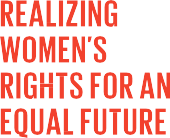 REALIZING
WOMEN'S
RIGHTS FOR AN
EQUAL FUTURE